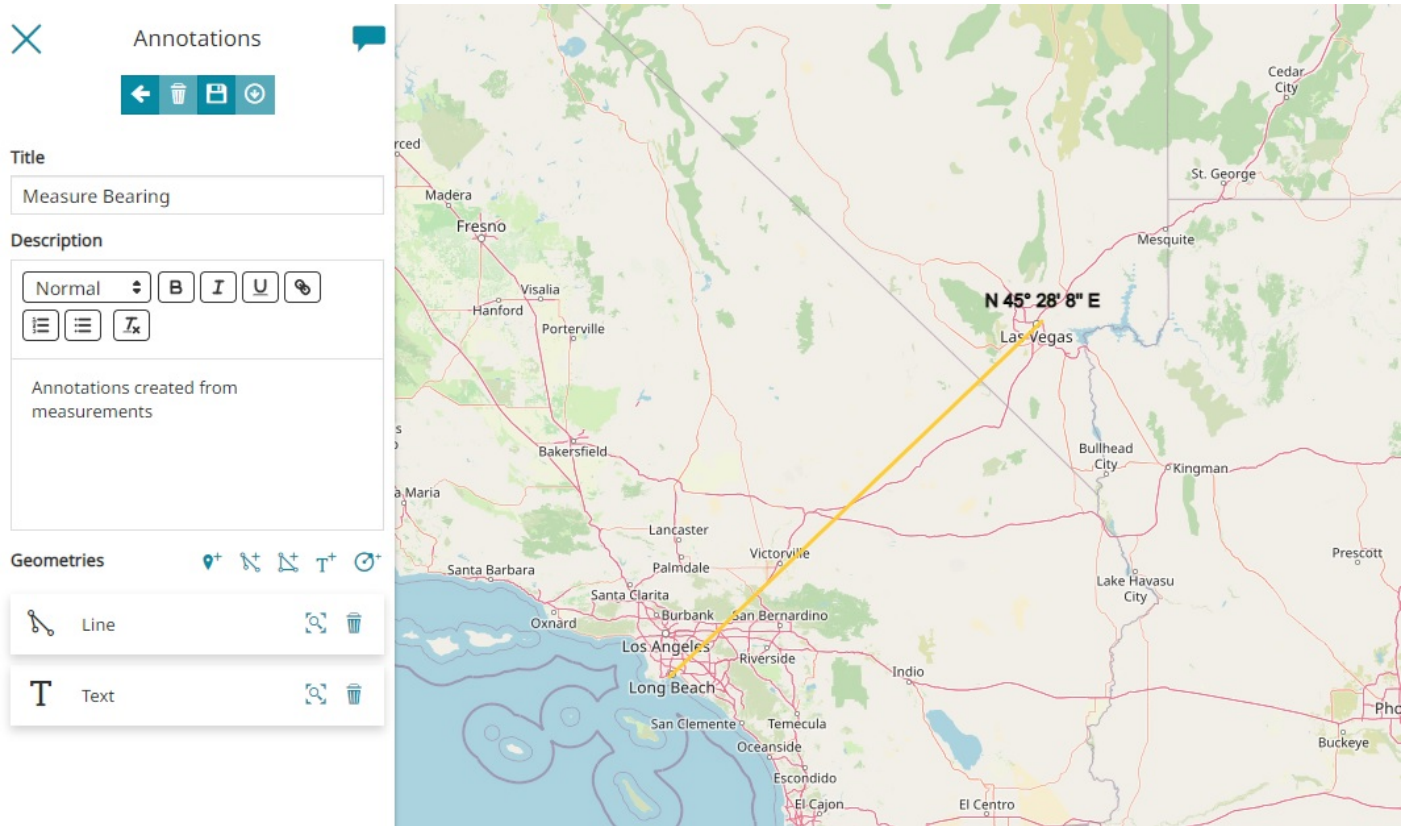 Annotations
Title
Measure Bearing
Description
Normal
B I U
Annotations created from
measurements
Geometries
T+
Line
T Text
Cedar
City
rced
St. George
Madera
Fresno
Mesquite
Visalia
N 45° 28' 8" E
Hanford
Porterville
Las Vegas
Bakersfield
Bullhead
City
Kingman
a Maria
Lancaster
Victorville
Prescott
Palmdale
Santa Barbara
Lake Havasu
City
Santa Clarita
Burbank
San Bernardino
Oxnard
Los Angeles
Riverside
Indio
Long Beach
Pho
San Clemente
Temecula
Buckeye
Oceanside
Escondido
El Cajon
El Centro